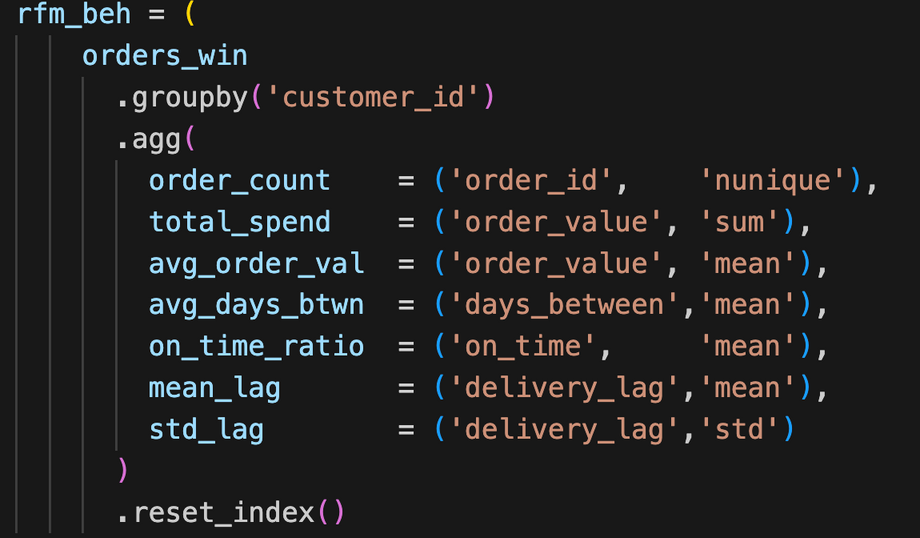 rfm_beh = (
orders_win
.groupby('customer_id')
.agg(
order_count    = ('order_id',    'nunique'),
total_spend    = ('order_value', 'sum'),
avg_order_val  = ('order_value', 'mean'),
avg_days_btwn  = ('days_between','mean'),
on_time_ratio  = ('on_time',     'mean'),
mean_lag       = ('delivery_lag','mean'),
std_lag        = ('delivery_lag','std')
)
.reset_index()